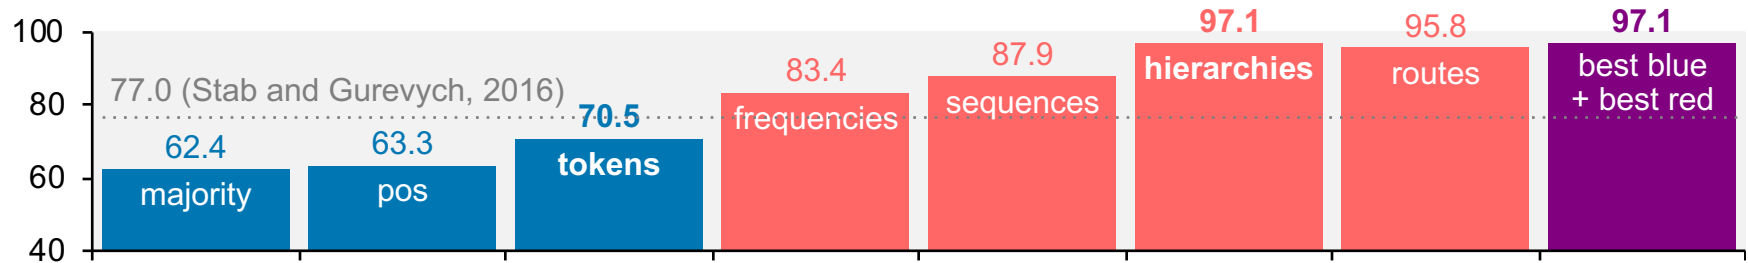 100
80
60
40
77.0 (Stab and Gurevych, 2016)
62.4
majority
63.3
pos
70.5
tokens
83.4
frequencies
87.9
sequences
97.1
hierarchies
95.8
routes
97.1
best blue
+ best red